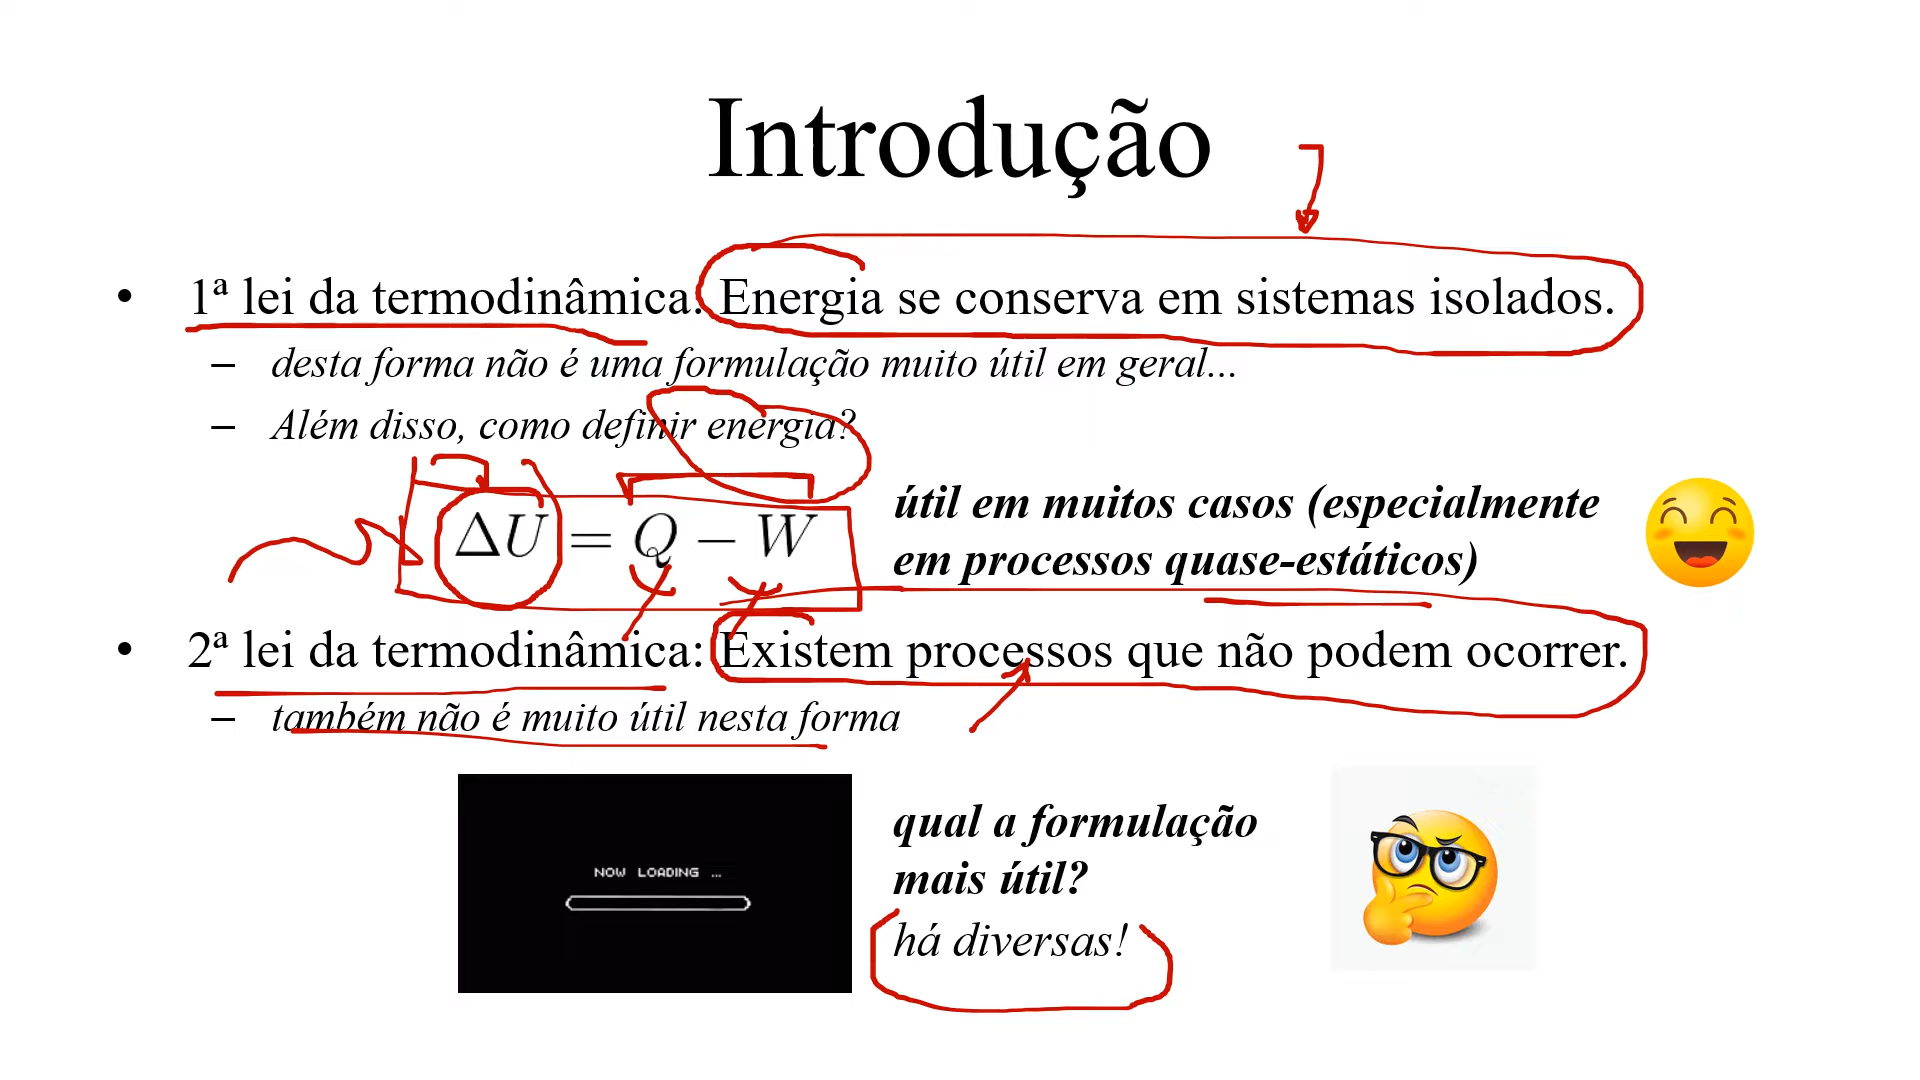 Introdução
• 1ª lei da termodinâmica: Energia se conserva em sistemas isolados.
– desta forma não é uma formulação muito útil em geral...
– Além disso, como definir energia?
ΔU = Q − W
útil em muitos casos (especialmente
em processos quase-estáticos)
• 2ª lei da termodinâmica: Existem processos que não podem ocorrer.
– também não é muito útil nesta forma
NOW LOADING ...
qual a formulação
mais útil?
há diversas!